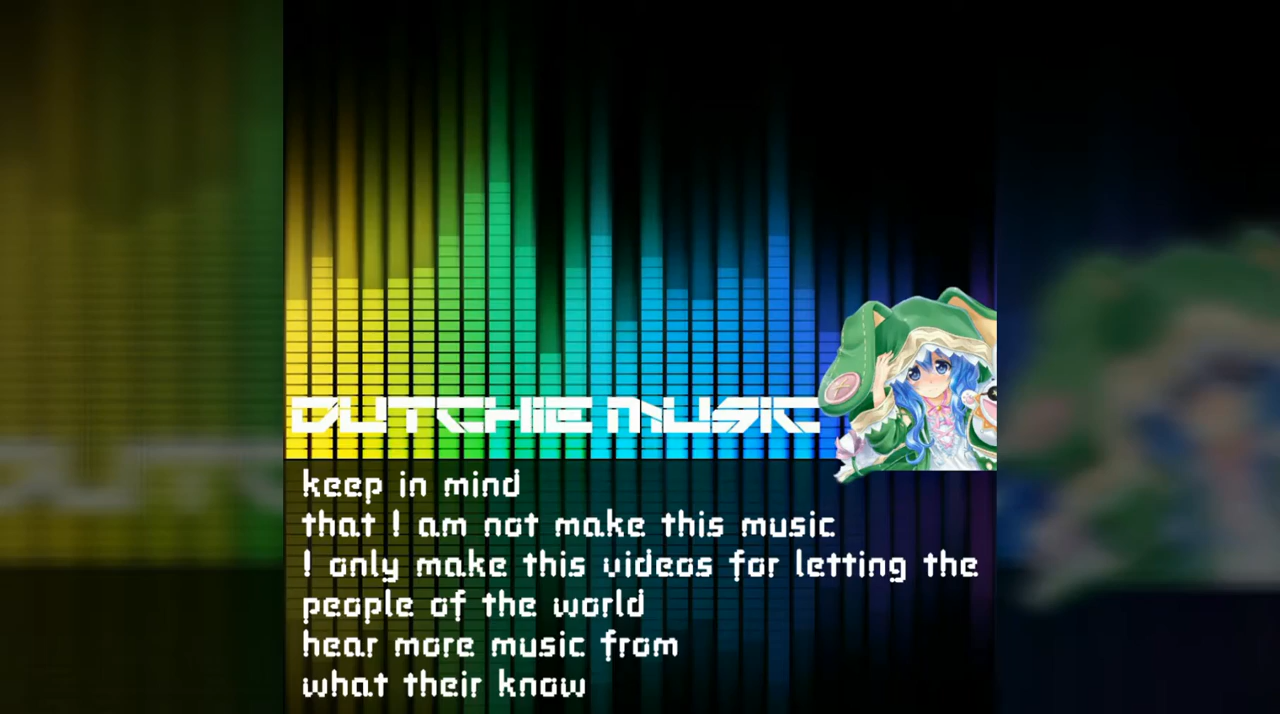 DUTCHIE MUSIC
keep in mind
that I am not make this music
I only make this videos for letting the
people of the world
hear more music from
what their know